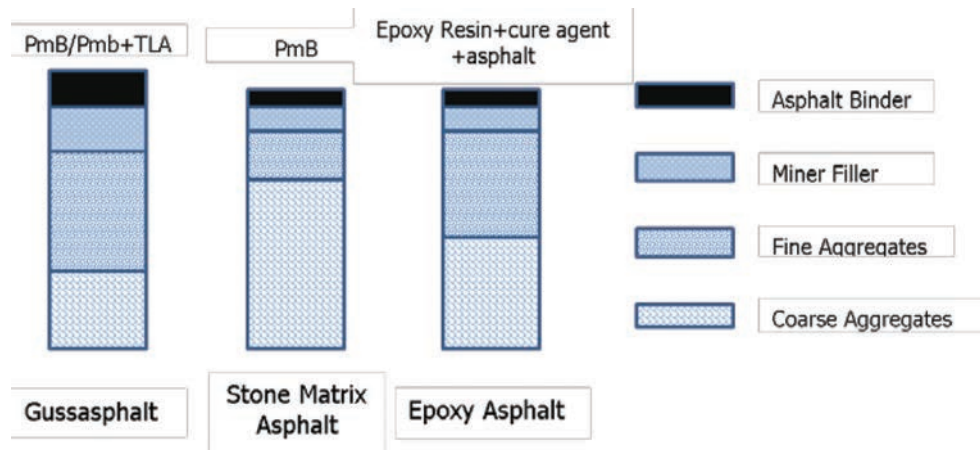 PmB/Pmb+TLA
PmB
Epoxy Resin+cure agent
+asphalt
Asphalt Binder
Miner Filler
Fine Aggregates
Coarse Aggregates
Gussasphalt
Stone Matrix
Asphalt
Epoxy Asphalt